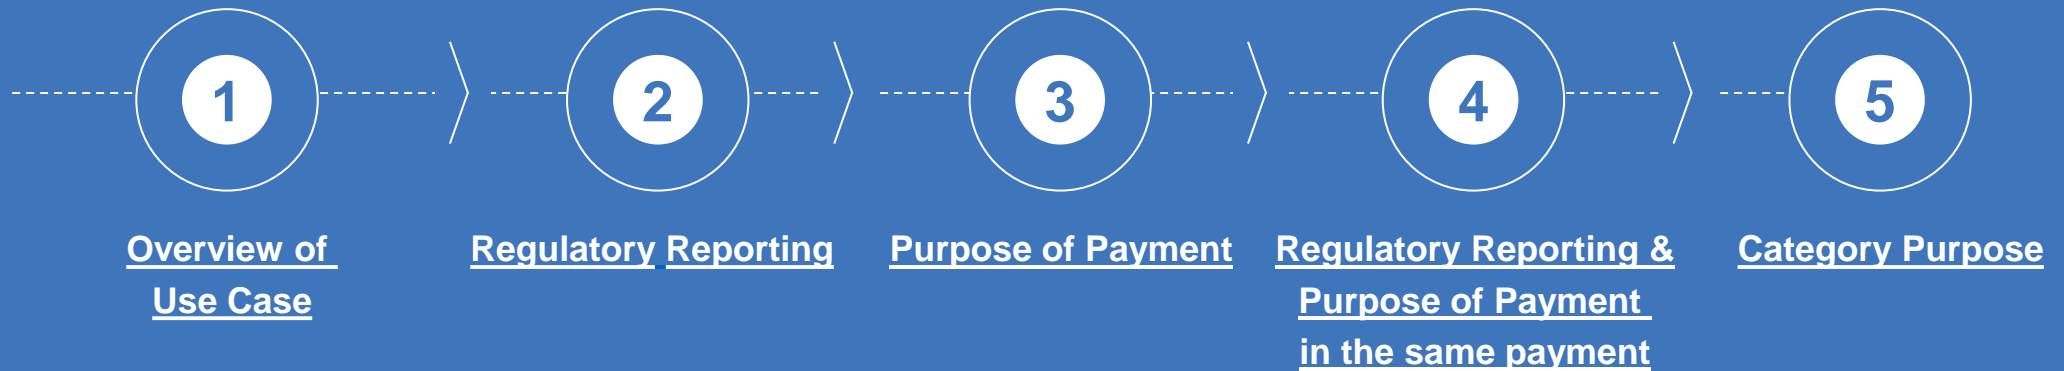 1
Overview of
Use Case
2
Regulatory Reporting
3
Purpose of Payment
4
Regulatory Reporting &
Purpose of Payment
in the same payment
5
Category Purpose